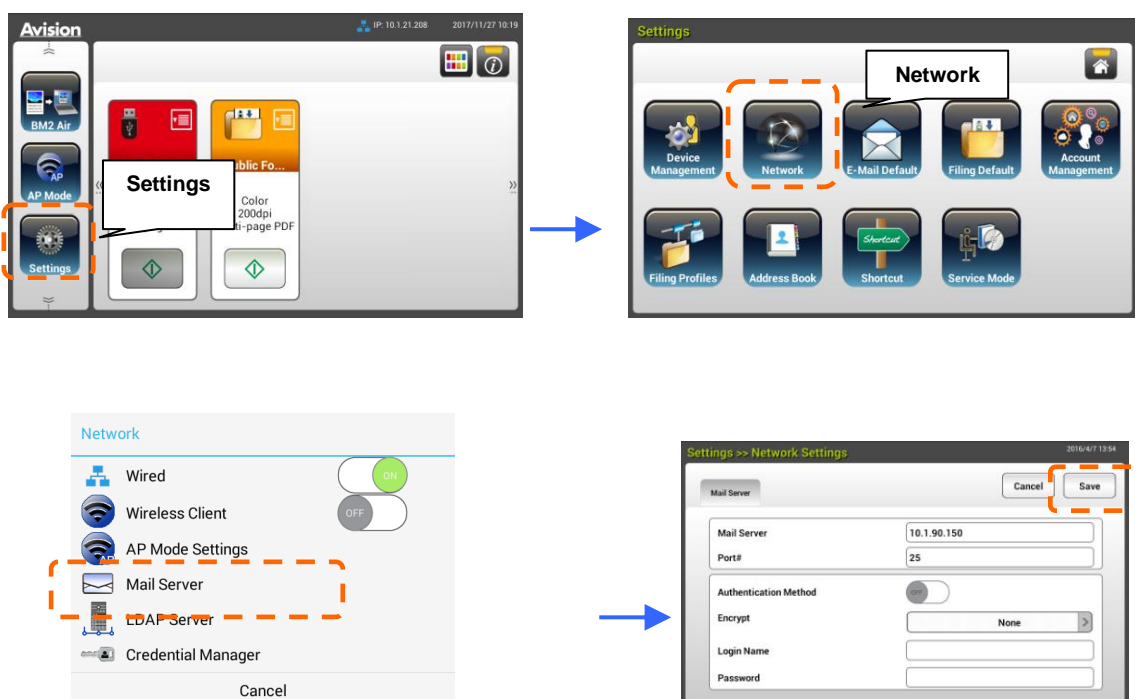 Avision
IP: 10.1.21.208 2017/11/27 10:19
BM2 Air
AP Mode
Settings
Settings
ublic Fo...
Color
200dpi
ti-page PDF
Settings
Network
Device
Management
Network
E-Mail Default
Filing Default
Account
Management
Filing Profiles
Address Book
Shortcut
Shortcut
Service Mode
Network
Wired
ON
Wireless Client
OFF
AP
AP Mode Settings
Mail Server
LDAP Server
Credential Manager
Cancel
Settings >> Network Settings
2016/4/7 13:54
Mail Server
Cancel
Save
Mail Server 10.1.90.150
Port# 25
Authentication Method OFF
Encrypt None
Login Name
Password